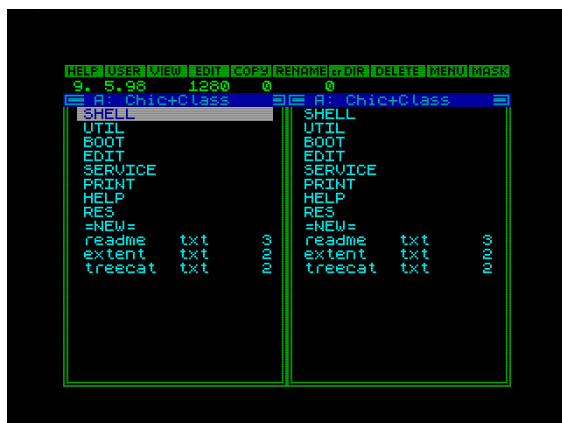 HELP USER VIEW EDIT COPY RENAME grDIR DELETE MENU MASK
9. 5.98 1280 0 0
A: Chic+Class A: Chic+Class
SHELL SHELL
UTIL UTIL
BOOT BOOT
EDIT EDIT
SERVICE SERVICE
PRINT PRINT
HELP HELP
RES RES
=NEW= =NEW=
readme txt 3 readme txt 3
extent txt 2 extent txt 2
treecat txt 2 treecat txt 2